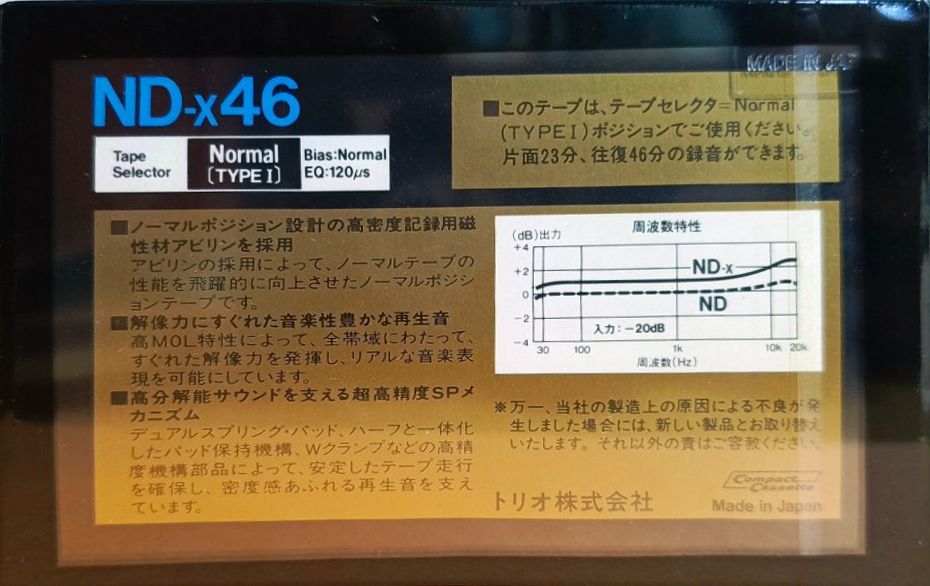 MADE IN JAP
ND-x46
Tape
Selector
Normal
(TYPE I)
Bias:Normal
EQ:120μs
■このテープは、テープセレクタ=Normal
(TYPEI)ポジションでご使用ください。
片面23分、往復46分の録音ができます。
■ノーマルポジション設計の高密度記録用磁
性材アビリンを採用
アビリンの採用によって、ノーマルテープの
性能を飛躍的に向上させたノーマルポジシ
ョンテープです。
■解像力にすぐれた音楽性豊かな再生音
高MOL特性によって、全帯域にわたって、
すぐれた解像力を発揮し、リアルな音楽表
現を可能にしています。
■高分解能サウンドを支える超高精度SPメ
カニズム
デュアルスプリング・パッド、ハーフと一体化
したパッド保持機構、Wクランプなどの高精
度機構部品によって、安定したテープ走行
を確保し、密度感あふれる再生音を支え
ています。
周波数特性
(dB)出力
+4
+2
0
-2
-4
ND-x
ND
入力:-20dB
30 100 1k 10k 20k
周波数(Hz)
※万一、当社の製造上の原因による不良が発
生しました場合には、新しい製品とお取り替え
いたします。それ以外の責はご容赦ください。
Compact
Cassette
トリオ株式会社
Made in Japan